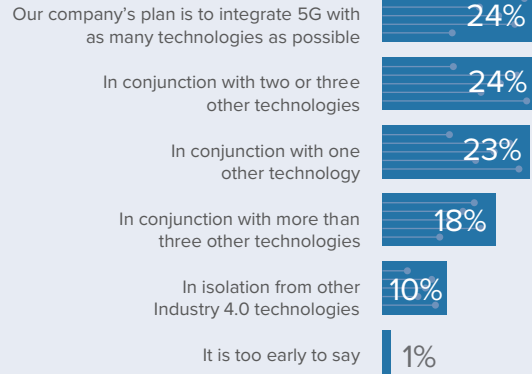 Our company’s plan is to integrate 5G with
as many technologies as possible
24%
In conjunction with two or three
other technologies
24%
In conjunction with one
other technology
23%
In conjunction with more than
three other technologies
18%
In isolation from other
Industry 4.0 technologies
10%
It is too early to say
1%